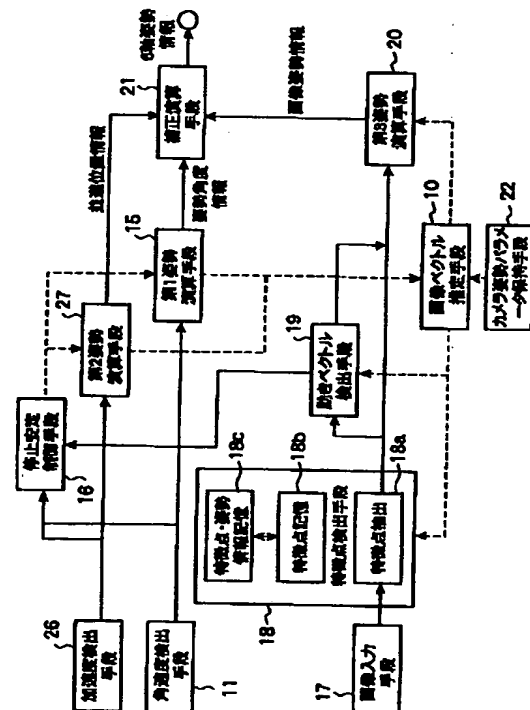 加速度検出
手段
26
角速度検出
手段
11
停止安定
制御手段
16
第2姿勢
演算手段
27
並進位置情報
第1姿勢
演算手段
15
姿勢角度
情報
補正演算
手段
21
6軸姿勢
情報
画像姿勢情報
第3姿勢
演算手段
20
動きベクトル
検出手段
19
特徴点・姿勢
情報記憶
18c
特徴点記憶
18b
特徴点検出手段
特徴点検出
18a
18
画像入力
手段
17
画像ベクトル
推定手段
10
カメラ姿勢パラメ
ータ保持手段
22